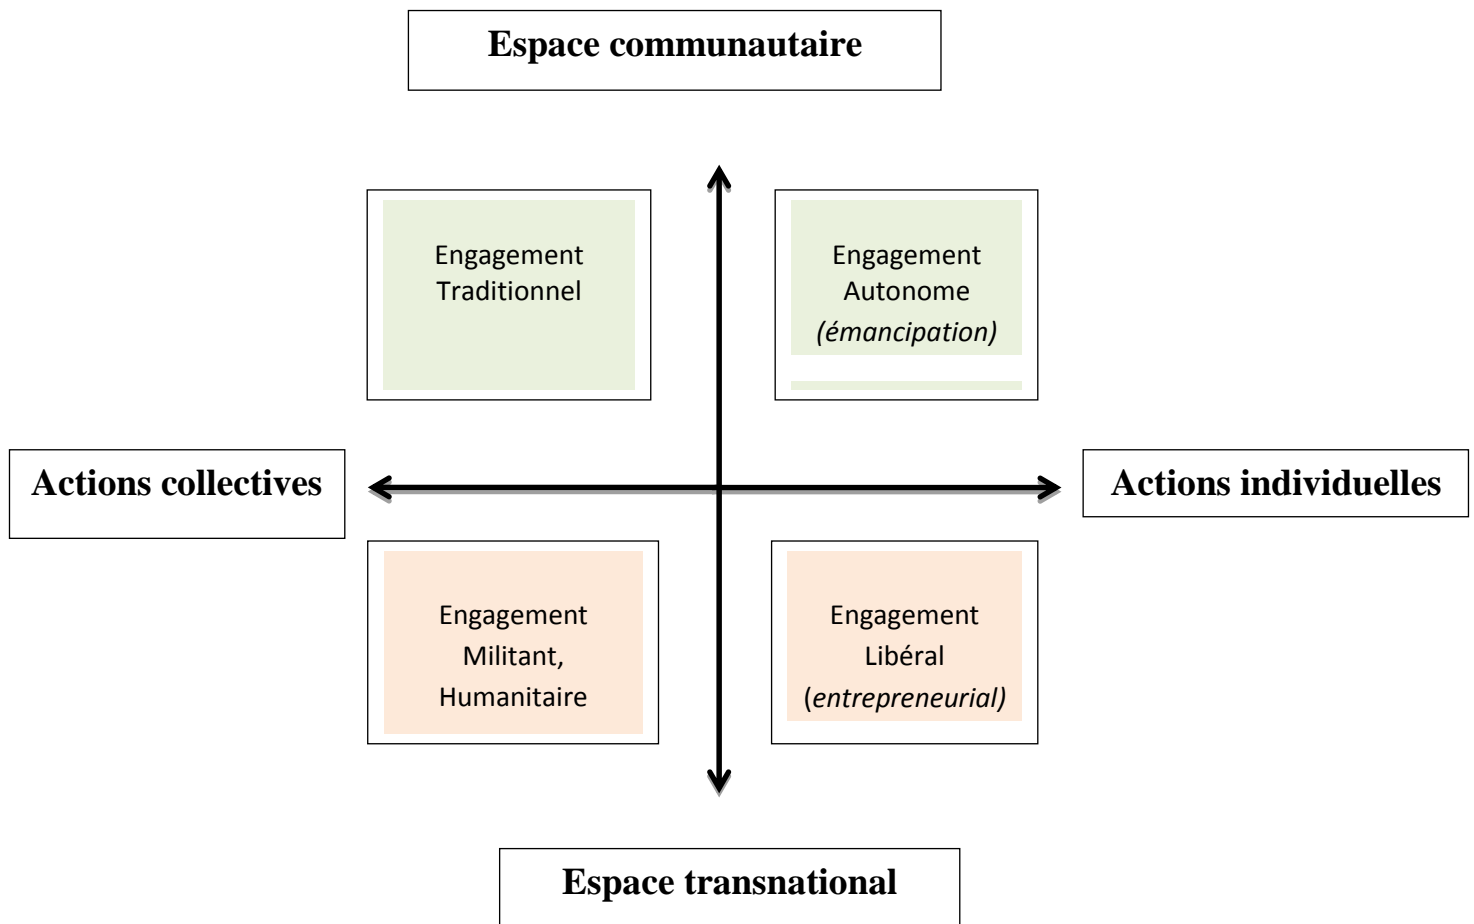 Espace communautaire
Engagement
Traditionnel
Engagement
Autonome
(émancipation)
Actions collectives
Actions individuelles
Engagement
Militant,
Humanitaire
Engagement
Libéral
(entrepreneurial)
Espace transnational